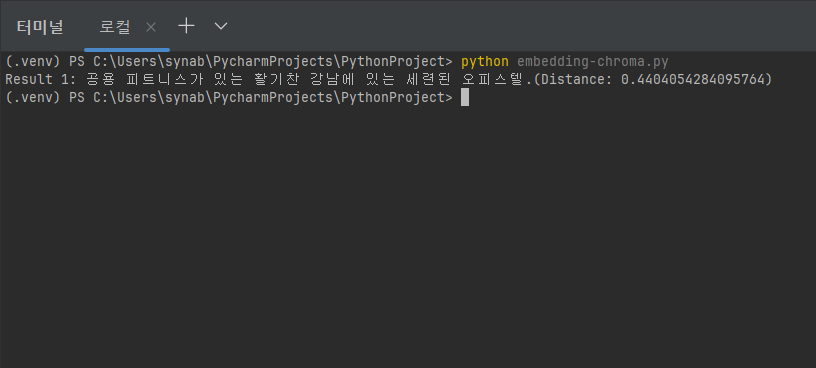 터미널 로컬
(.venv) PS C:\Users\synab\PycharmProjects\PythonProject> python embedding-chroma.py
Result 1: 공용 피트니스가 있는 활기찬 강남에 있는 세련된 오피스텔.(Distance: 0.4404054284095764)
(.venv) PS C:\Users\synab\PycharmProjects\PythonProject>